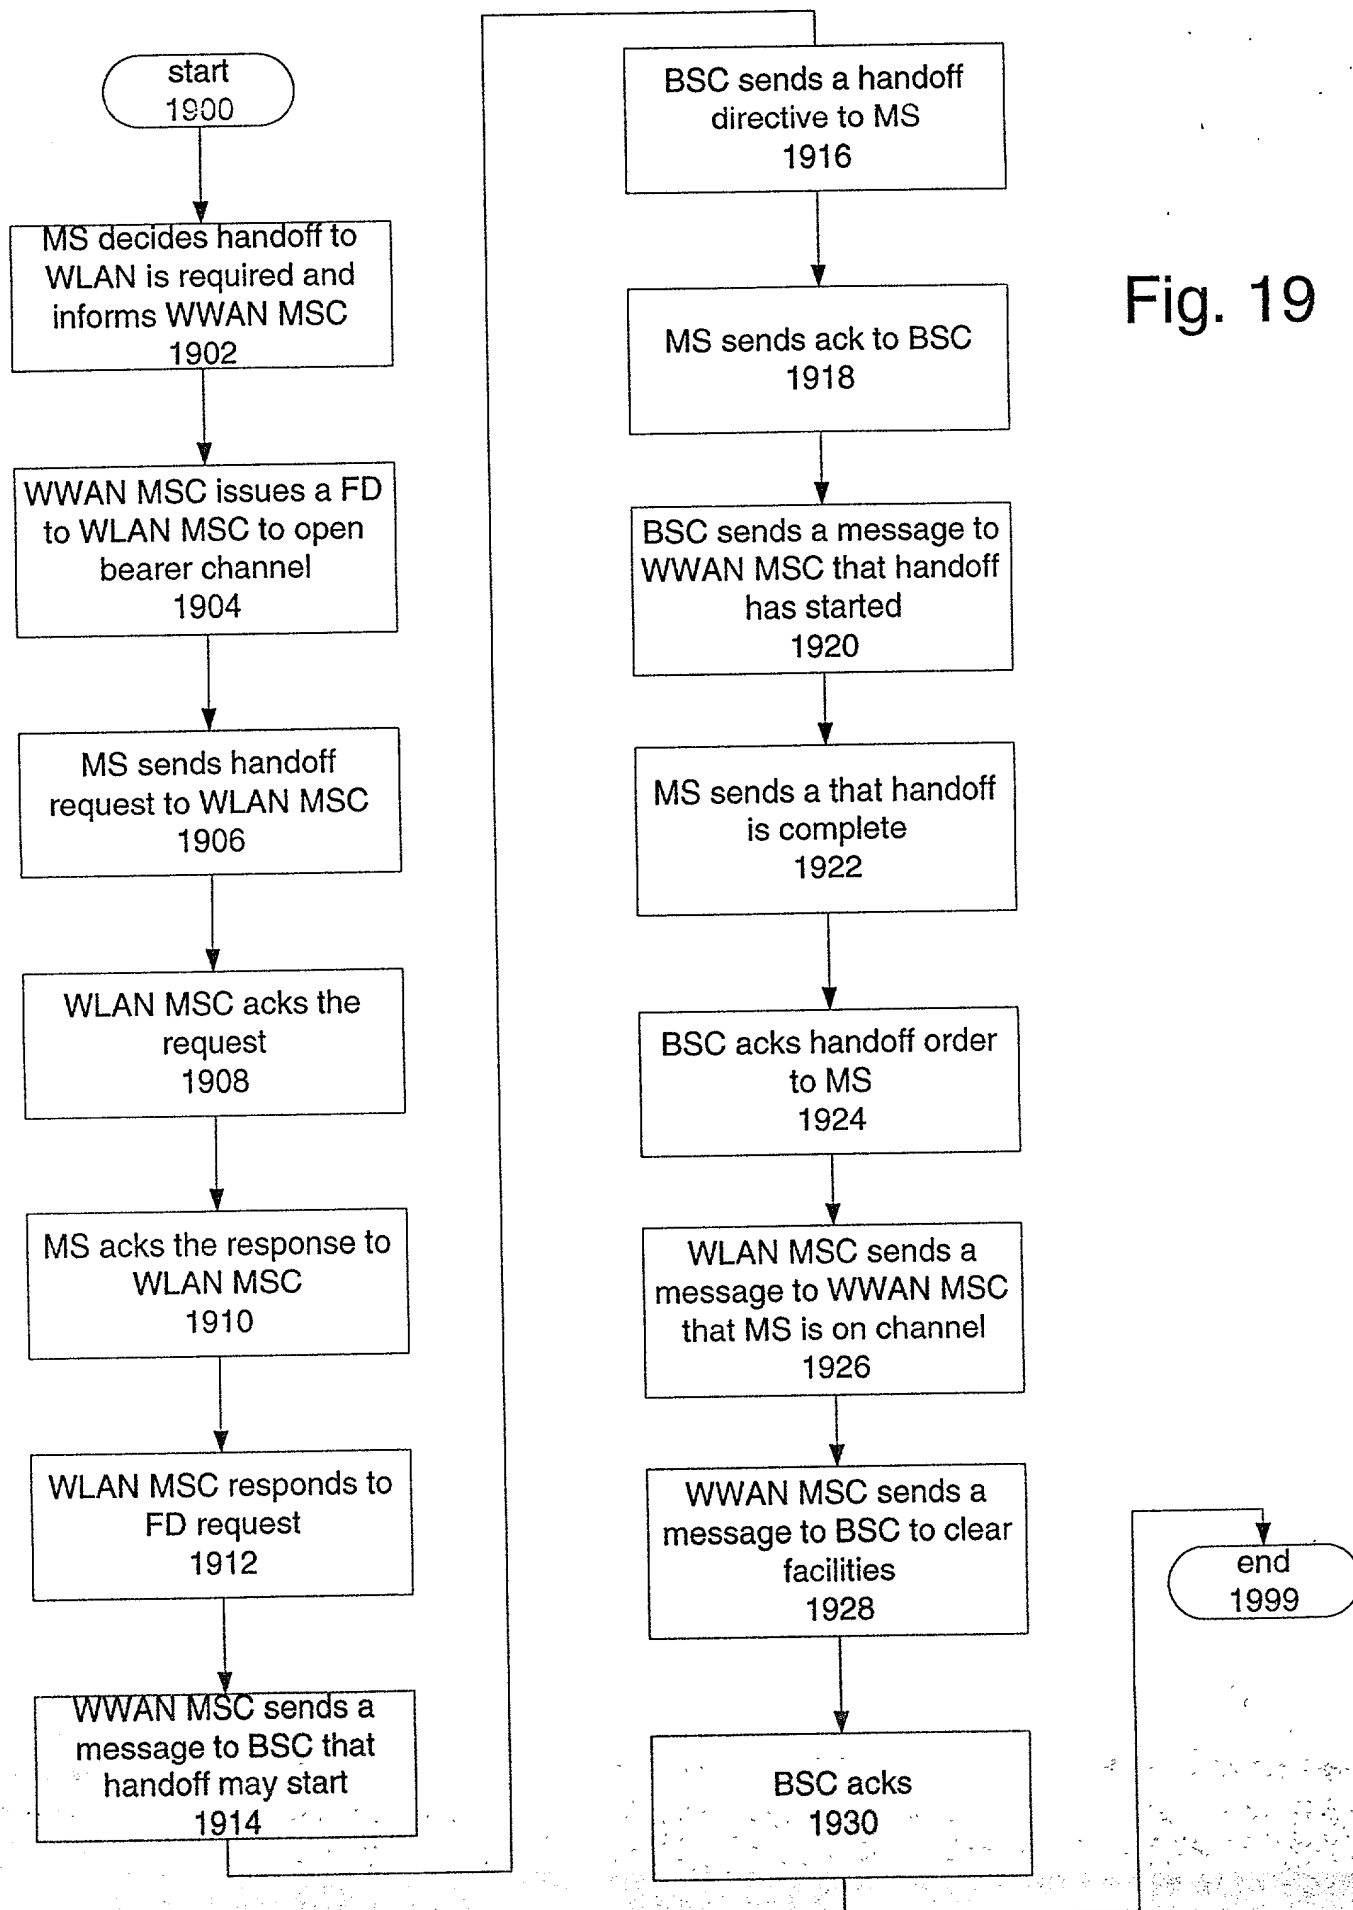 start
1900
MS decides handoff to
WLAN is required and
informs WWAN MSC
1902
WWAN MSC issues a FD
to WLAN MSC to open
bearer channel
1904
MS sends handoff
request to WLAN MSC
1906
WLAN MSC acks the
request
1908
MS acks the response to
WLAN MSC
1910
WLAN MSC responds to
FD request
1912
WWAN MSC sends a
message to BSC that
handoff may start
1914
BSC sends a handoff
directive to MS
1916
MS sends ack to BSC
1918
BSC sends a message to
WWAN MSC that handoff
has started
1920
MS sends a that handoff
is complete
1922
BSC acks handoff order
to MS
1924
WLAN MSC sends a
message to WWAN MSC
that MS is on channel
1926
WWAN MSC sends a
message to BSC to clear
facilities
1928
BSC acks
1930
Fig. 19
end
1999